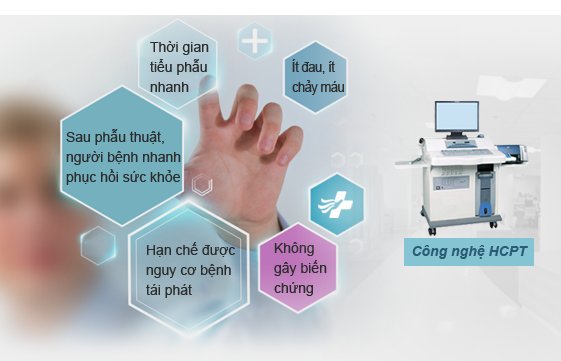 Thời gian
tiểu phẫu
nhanh
Ít đau, ít
chảy máu
Sau phẫu thuật,
người bệnh nhanh
phục hồi sức khỏe
Hạn chế được
nguy cơ bệnh
tái phát
Không
gây biến
chứng
Công nghệ HCPT